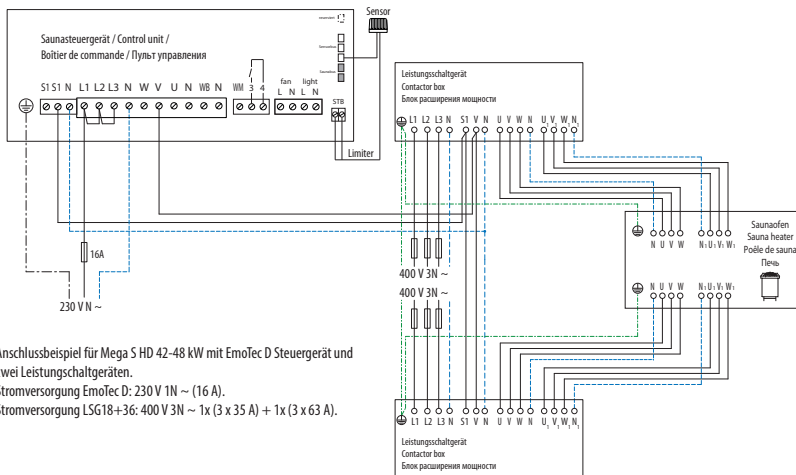 Sensor
Saunasteuergerät / Control unit /
Boîtier de commande / Пульт управления
S1 S1 N L1 L2 L3 N W V U N WB N WM 3 4
fan light
L N L N
STB
Limiter
16A
230 V N ~
Leistungsschaltgerät
Contactor box
Блок расширения мощности
L1 L2 L3 N S1 V N U V W N U1 V1 W1 N1
400 V 3N ~
400 V 3N ~
N U V W N1 U1 V1 W1
Saunaofen
Sauna heater
Poêle de sauna
Печь
N U V W N1 U1 V1 W1
L1 L2 L3 N S1 V N U V W N U1 V1 W1 N1
Leistungsschaltgerät
Contactor box
Блок расширения мощности
Anschlussbeispiel für Mega S HD 42-48 kW mit EmoTec D Steuergerät und
zwei Leistungschaltgeräten.
Stromversorgung EmoTec D: 230 V 1N ~ (16 A).
Stromversorgung LSG18+36: 400 V 3N ~ 1x (3 x 35 A) + 1x (3 x 63 A).